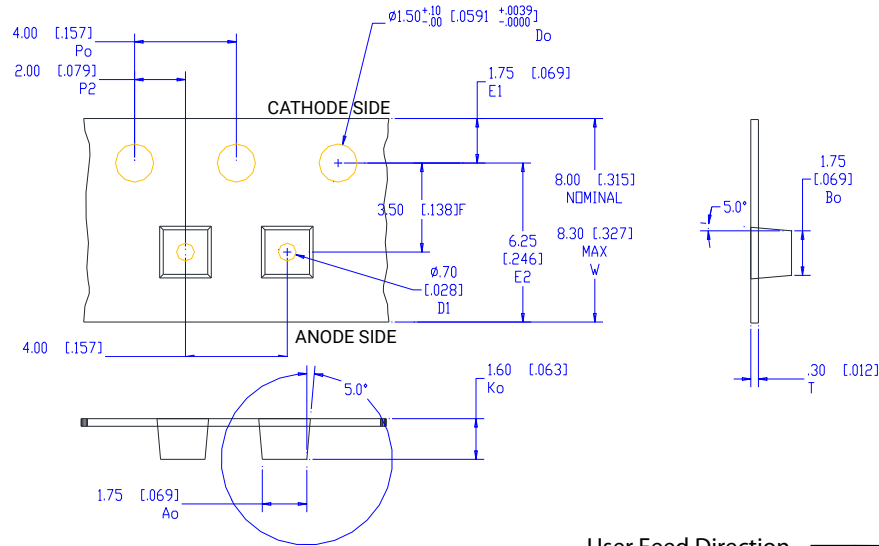 4.00 [.157]
Po
2.00 [.079]
P2
ø1.50 +.10 -.00 [.0591 +.0039 -.0000]
Do
1.75 [.069]
E1
CATHODE SIDE
3.50 [.138]F
8.00 [.315]
NOMINAL
8.30 [.327]
MAX
W
6.25
[.246]
E2
ø.70
[.028]
D1
ANODE SIDE
4.00 [.157]
5.0°
1.75
[.069]
Bo
.30 [.012]
T
1.60 [.063]
Ko
5.0°
1.75 [.069]
Ao
User Feed Direction